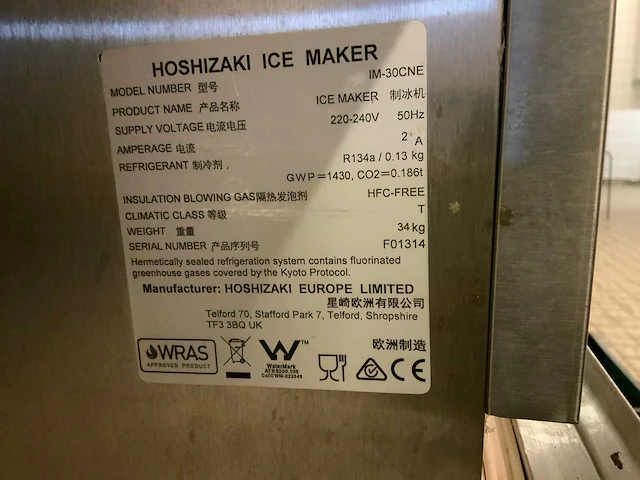 HOSHIZAKI ICE MAKER
MODEL NUMBER 型号 IM-30CNE
PRODUCT NAME 产品名称 ICE MAKER 制冰机
SUPPLY VOLTAGE 电流电压 220-240V 50Hz
AMPERAGE 电流 2 A
REFRIGERANT 制冷剂, R134a / 0.13 kg
GWP=1430, CO2=0.186t
INSULATION BLOWING GAS 隔热发泡剂 HFC-FREE
CLIMATIC CLASS 等级 T
WEIGHT 重量 34 kg
SERIAL NUMBER 产品序列号 F01314
Hermetically sealed refrigeration system contains fluorinated
greenhouse gases covered by the Kyoto Protocol.
Manufacturer: HOSHIZAKI EUROPE LIMITED
星崎欧洲有限公司
Telford 70, Stafford Park 7, Telford, Shropshire
TF3 3BQ UK
欧洲制造
WRAS
APPROVED PRODUCT
W TM
WaterMark
ATS5200.105
CE